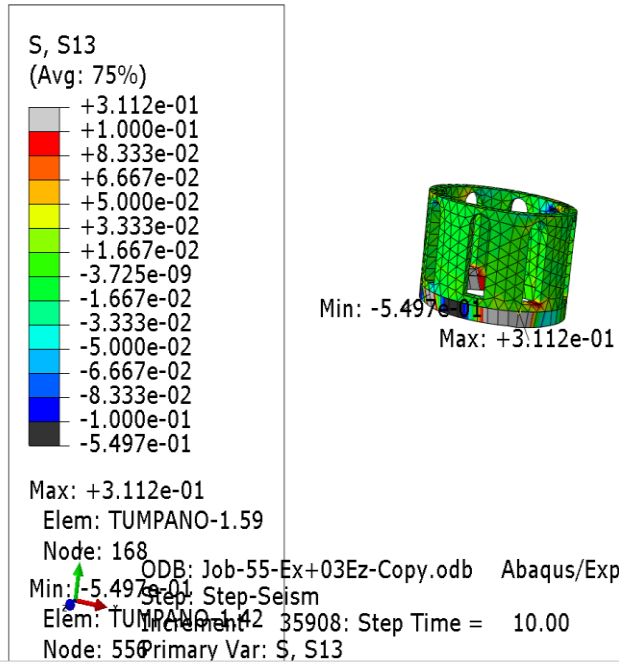 S, S13
(Avg: 75%)
+3.112e-01
+1.000e-01
+8.333e-02
+6.667e-02
+5.000e-02
+3.333e-02
+1.667e-02
-3.725e-09
-1.667e-02
-3.333e-02
-5.000e-02
-6.667e-02
-8.333e-02
-1.000e-01
-5.497e-01
Min: -5.497e-01
Max: +3.112e-01
Max: +3.112e-01
Elem: TUMPANO-1.59
Node: 168
Min: -5.497e-01
Elem: TUMPANO-1.42
Node: 556
ODB: Job-55-Ex+03Ez-Copy.odb Abaqus/Exp
Step: Step-Seism
Increment 35908: Step Time = 10.00
Primary Var: S, S13